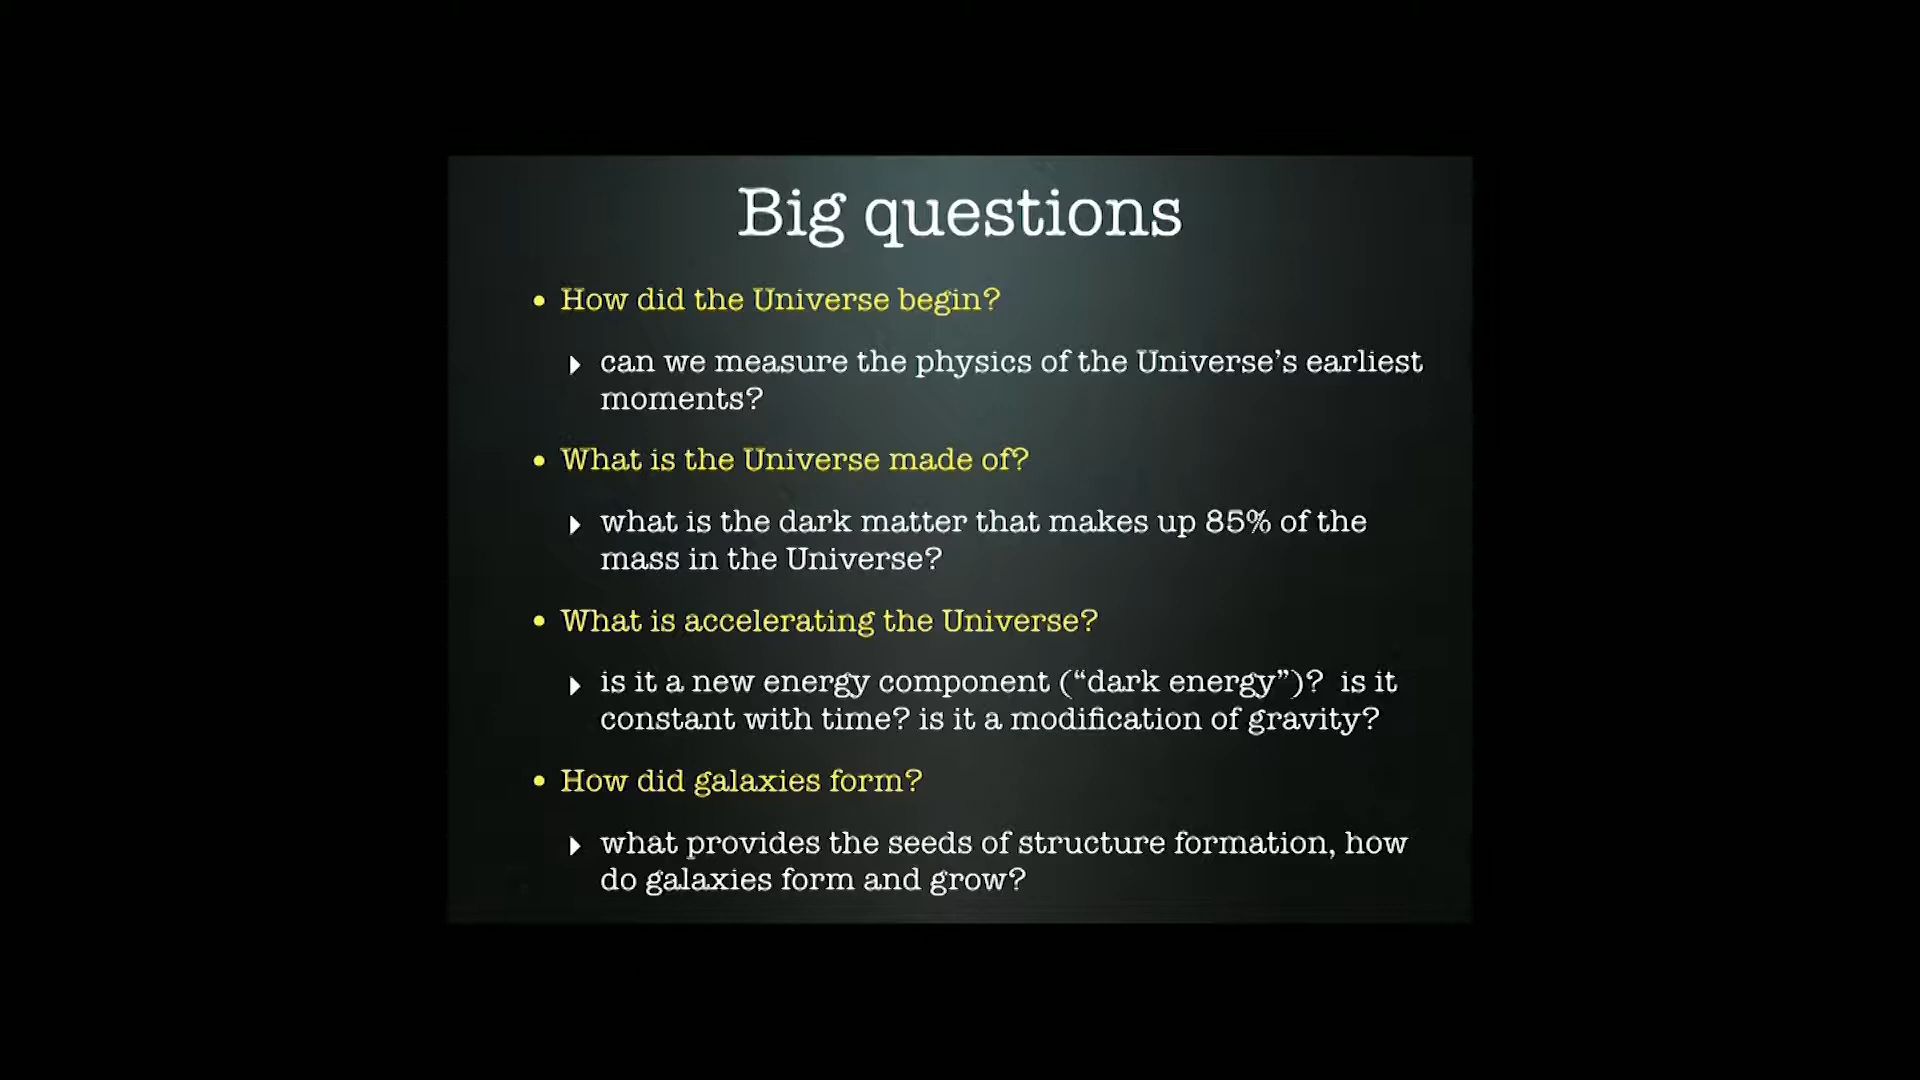 Big questions
• How did the Universe begin?
‣ can we measure the physics of the Universe’s earliest
moments?
• What is the Universe made of?
‣ what is the dark matter that makes up 85% of the
mass in the Universe?
• What is accelerating the Universe?
‣ is it a new energy component (“dark energy”)?  is it
constant with time? is it a modification of gravity?
• How did galaxies form?
‣ what provides the seeds of structure formation, how
do galaxies form and grow?